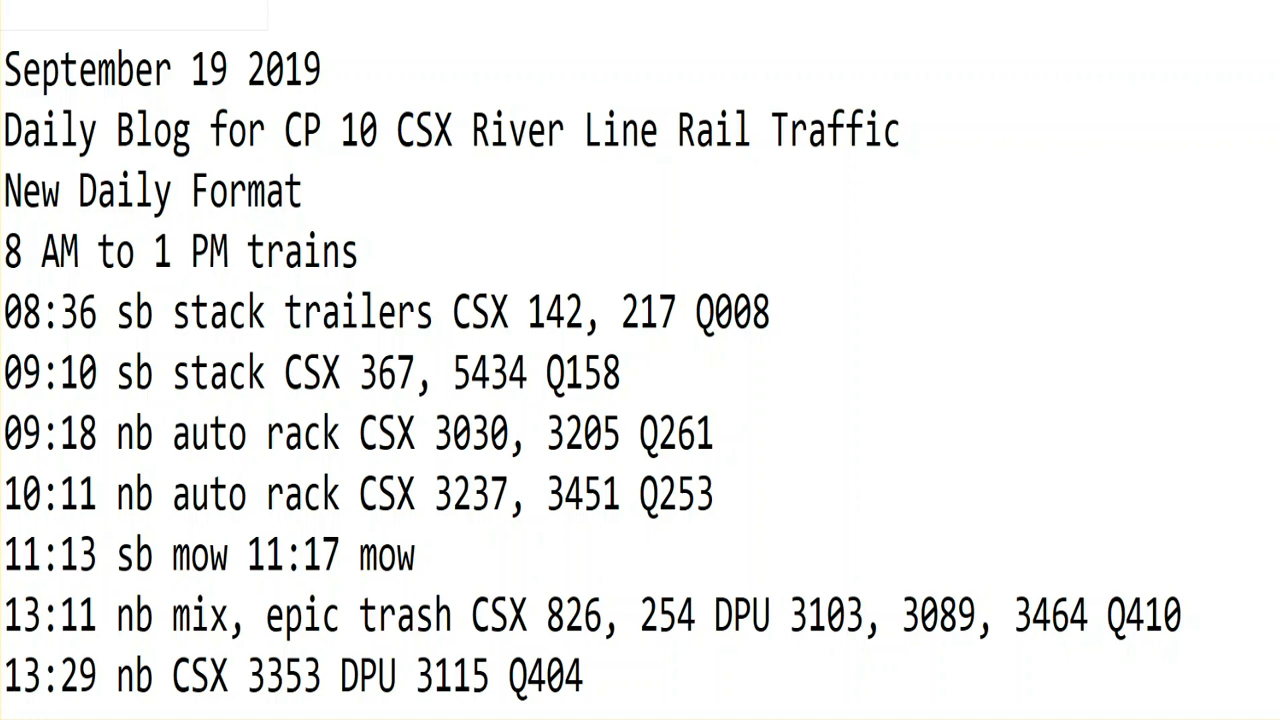 September 19 2019
Daily Blog for CP 10 CSX River Line Rail Traffic
New Daily Format
8 AM to 1 PM trains
08:36 sb stack trailers CSX 142, 217 Q008
09:10 sb stack CSX 367, 5434 Q158
09:18 nb auto rack CSX 3030, 3205 Q261
10:11 nb auto rack CSX 3237, 3451 Q253
11:13 sb mow 11:17 mow
13:11 nb mix, epic trash CSX 826, 254 DPU 3103, 3089, 3464 Q410
13:29 nb CSX 3353 DPU 3115 Q404